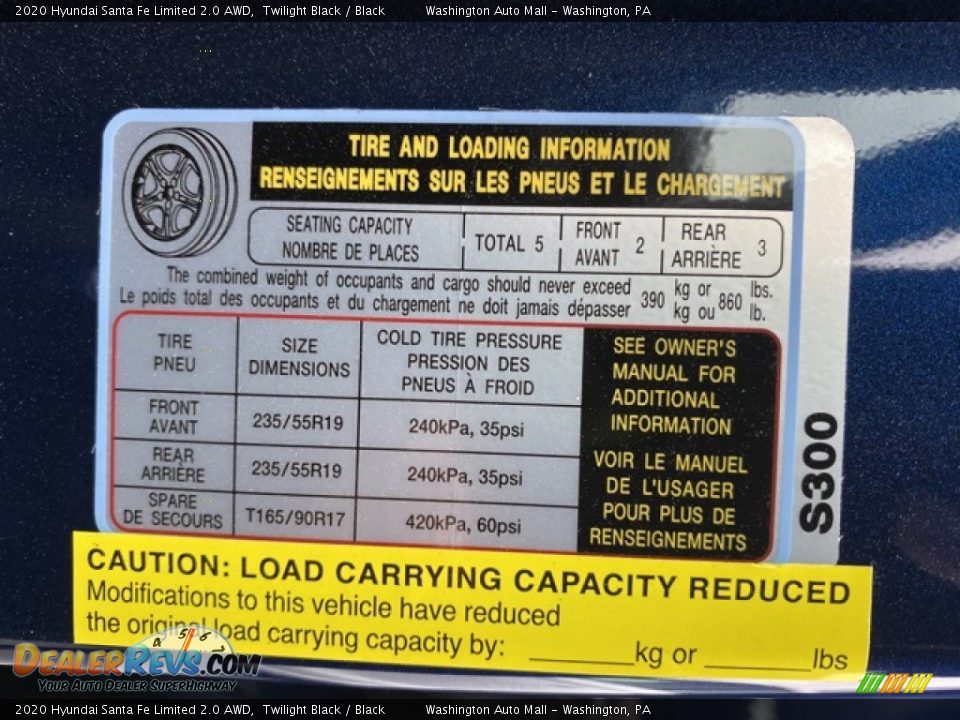 2020 Hyundai Santa Fe Limited 2.0 AWD, Twilight Black / Black Washington Auto Mall - Washington, PA
TIRE AND LOADING INFORMATION
RENSEIGNEMENTS SUR LES PNEUS ET LE CHARGEMENT
SEATING CAPACITY
NOMBRE DE PLACES
TOTAL 5
FRONT
AVANT 2
REAR
ARRIÈRE 3
The combined weight of occupants and cargo should never exceed
Le poids total des occupants et du chargement ne doit jamais dépasser
390 kg or 860 lbs.
kg ou lb.
TIRE
PNEU
SIZE
DIMENSIONS
COLD TIRE PRESSURE
PRESSION DES
PNEUS À FROID
FRONT
AVANT
235/55R19
240kPa, 35psi
REAR
ARRIÈRE
235/55R19
240kPa, 35psi
SPARE
DE SECOURS
T165/90R17
420kPa, 60psi
SEE OWNER'S
MANUAL FOR
ADDITIONAL
INFORMATION
VOIR LE MANUEL
DE L'USAGER
POUR PLUS DE
RENSEIGNEMENTS
S300
CAUTION: LOAD CARRYING CAPACITY REDUCED
Modifications to this vehicle have reduced
the original load carrying capacity by: ______kg or ______lbs
4 5 6 7
DEALERREVS.COM
YOUR AUTO DEALER SUPERHIGHWAY
2020 Hyundai Santa Fe Limited 2.0 AWD, Twilight Black / Black Washington Auto Mall - Washington, PA